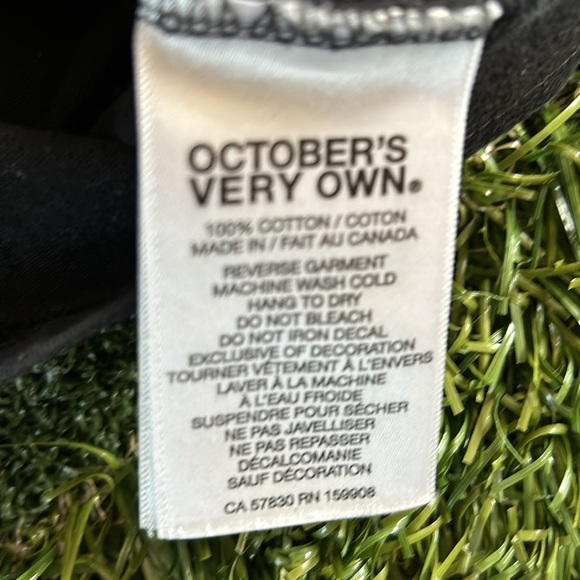 OCTOBER'S
VERY OWN®
100% COTTON / COTON
MADE IN / FAIT AU CANADA
REVERSE GARMENT
MACHINE WASH COLD
HANG TO DRY
DO NOT BLEACH
DO NOT IRON DECAL
EXCLUSIVE OF DECORATION
TOURNER VÊTEMENT À L'ENVERS
LAVER À LA MACHINE
À L'EAU FROIDE
SUSPENDRE POUR SÉCHER
NE PAS JAVELLISER
NE PAS REPASSER
DÉCALCOMANIE
SAUF DÉCORATION
CA 57830 RN 159908